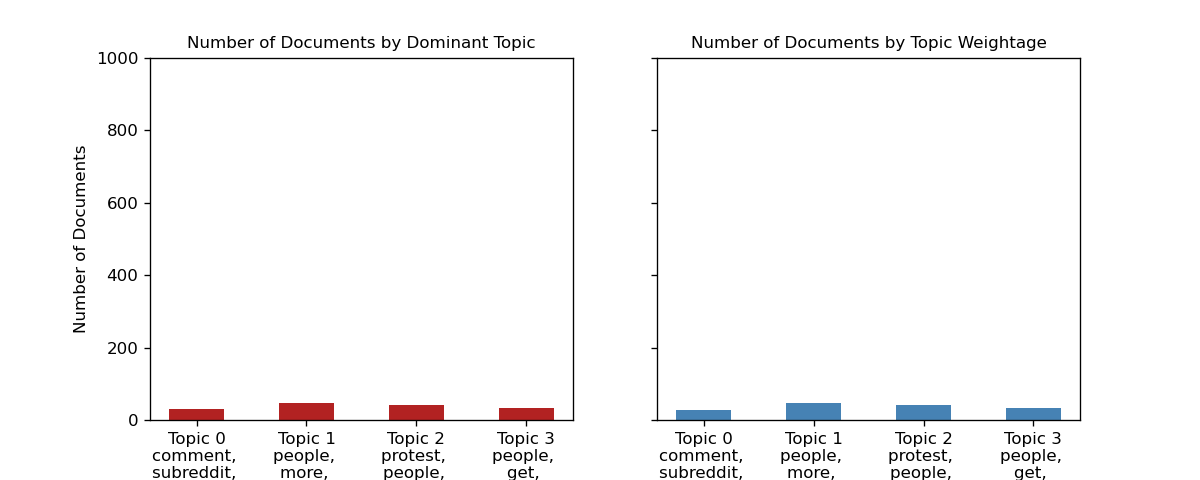 Number of Documents by Dominant Topic
Number of Documents
1000
800
600
400
200
0
Topic 0
comment,
subreddit,
Topic 1
people,
more,
Topic 2
protest,
people,
Topic 3
people,
get,
Number of Documents by Topic Weightage
Topic 0
comment,
subreddit,
Topic 1
people,
more,
Topic 2
protest,
people,
Topic 3
people,
get,